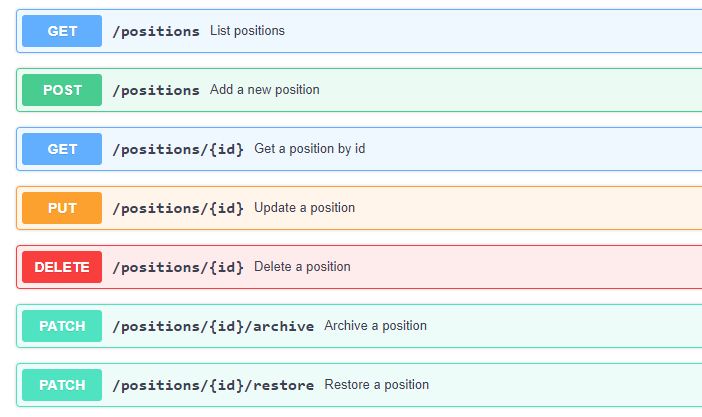 GET /positions List positions
POST /positions Add a new position
GET /positions/{id} Get a position by id
PUT /positions/{id} Update a position
DELETE /positions/{id} Delete a position
PATCH /positions/{id}/archive Archive a position
PATCH /positions/{id}/restore Restore a position